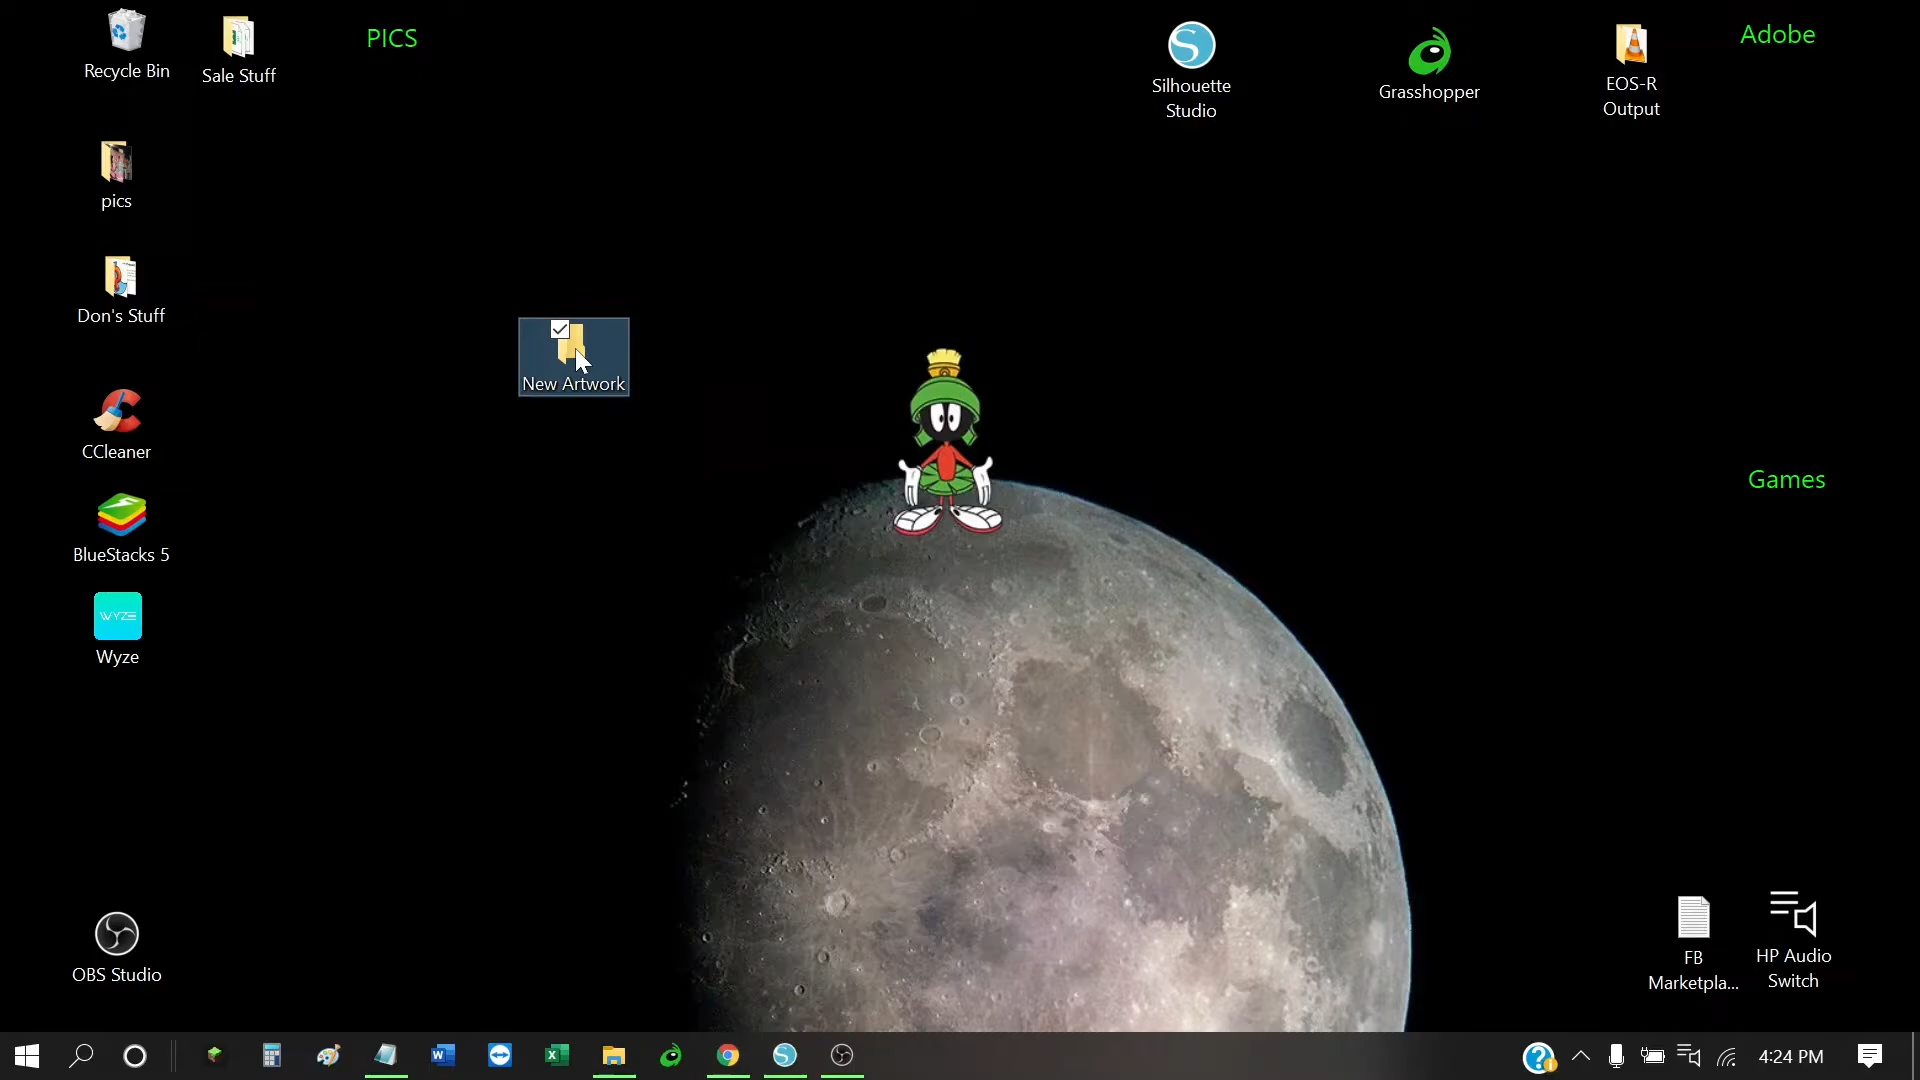 Recycle Bin
Sale Stuff
PICS
Silhouette
Studio
Grasshopper
EOS-R
Output
Adobe
pics
Don's Stuff
New Artwork
CCleaner
Games
BlueStacks 5
WYZE
Wyze
OBS Studio
FB
Marketpla...
HP Audio
Switch
4:24 PM